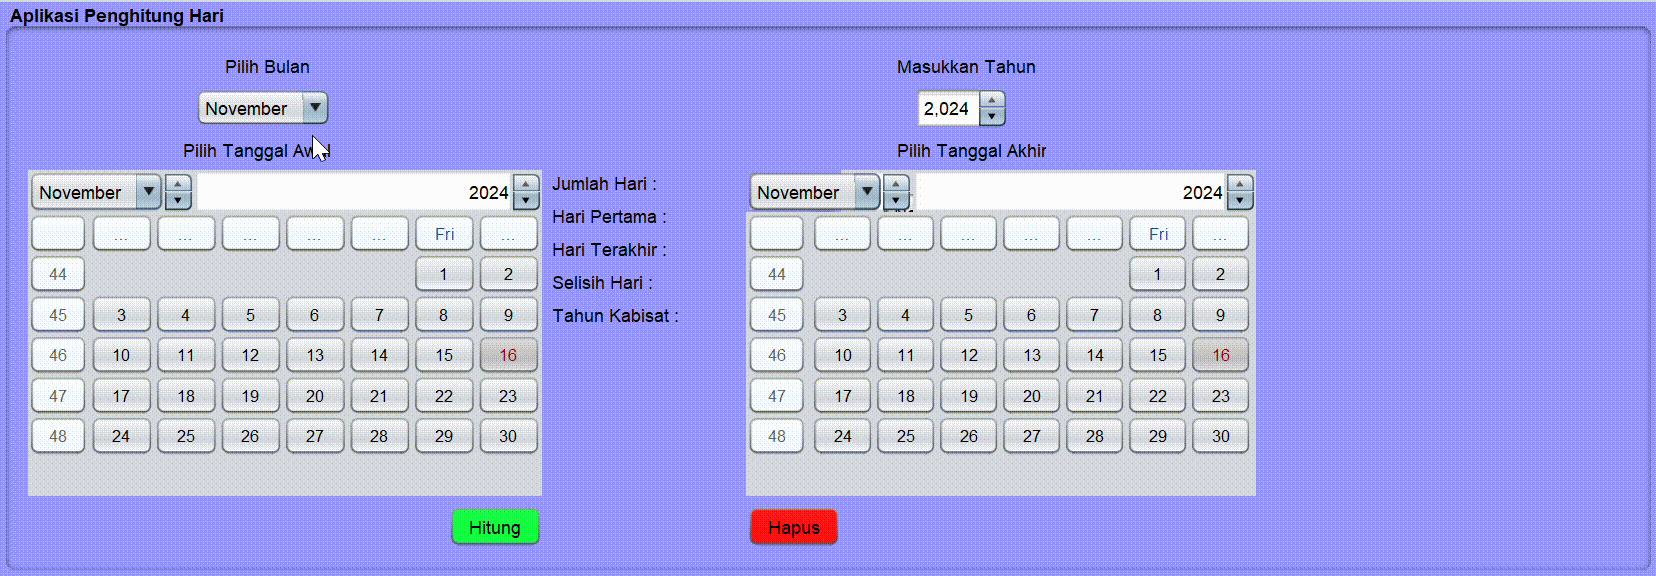 Aplikasi Penghitung Hari
Pilih Bulan
Masukkan Tahun
November
2,024
Pilih Tanggal Aw
Pilih Tanggal Akhir
November 2024
... ... ... ... ... Fri ...
44 1 2
45 3 4 5 6 7 8 9
46 10 11 12 13 14 15 16
47 17 18 19 20 21 22 23
48 24 25 26 27 28 29 30
Jumlah Hari :
Hari Pertama :
Hari Terakhir :
Selisih Hari :
Tahun Kabisat :
November 2024
... ... ... ... ... Fri ...
44 1 2
45 3 4 5 6 7 8 9
46 10 11 12 13 14 15 16
47 17 18 19 20 21 22 23
48 24 25 26 27 28 29 30
Hitung
Hapus